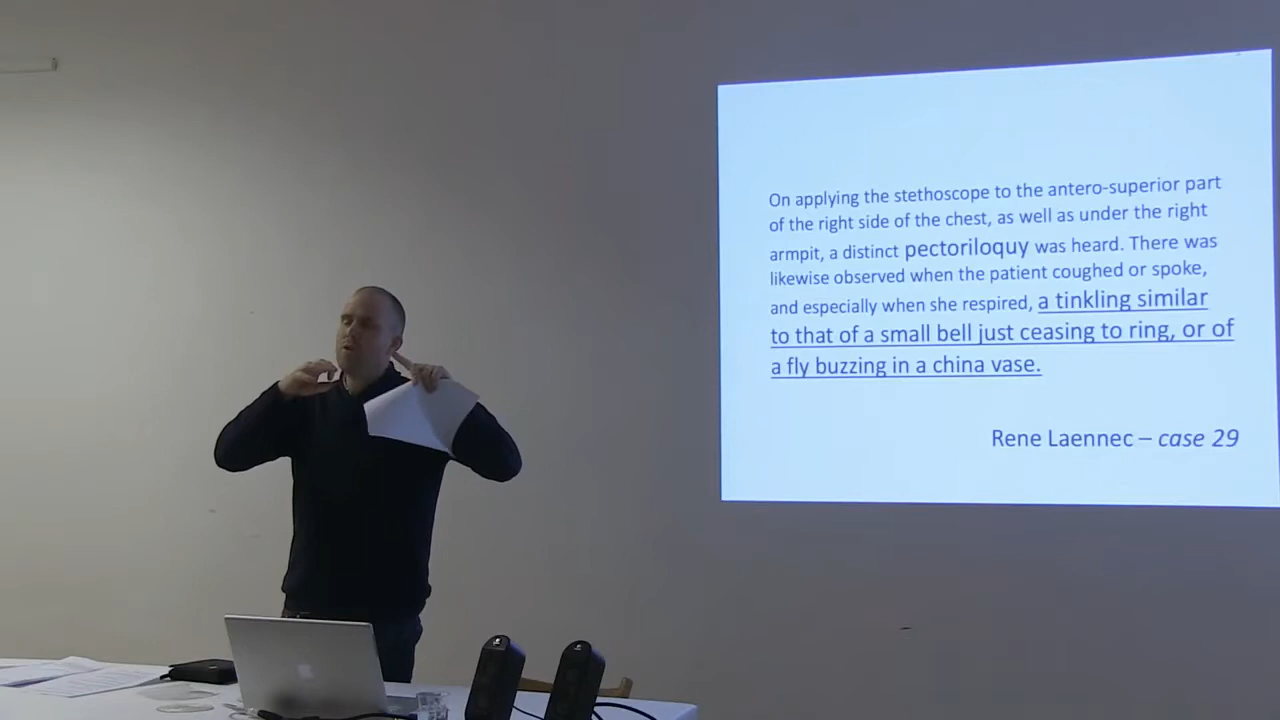 On applying the stethoscope to the antero-superior part
of the right side of the chest, as well as under the right
armpit, a distinct pectoriloquy was heard. There was
likewise observed when the patient coughed or spoke,
and especially when she respired, a tinkling similar
to that of a small bell just ceasing to ring, or of
a fly buzzing in a china vase.
Rene Laennec – case 29